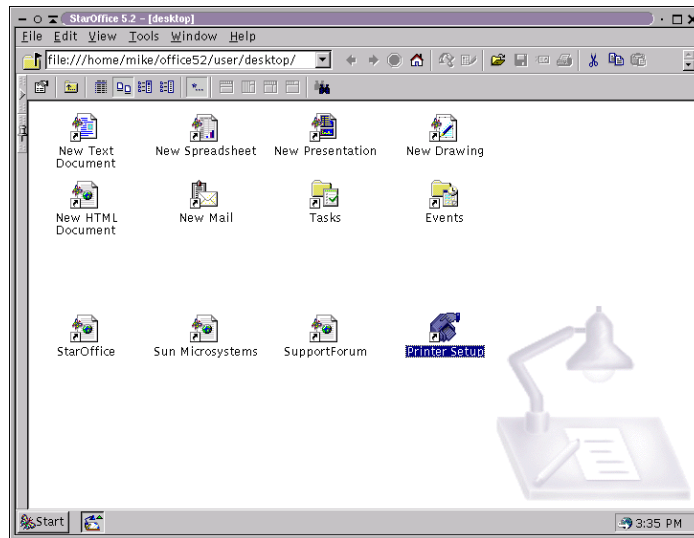 StarOffice 5.2 - [desktop]
File Edit View Tools Window Help
file:///home/mike/office52/user/desktop/
New Text Document
New Spreadsheet
New Presentation
New Drawing
New HTML Document
New Mail
Tasks
Events
StarOffice
Sun Microsystems
SupportForum
Printer Setup
Start
3:35 PM